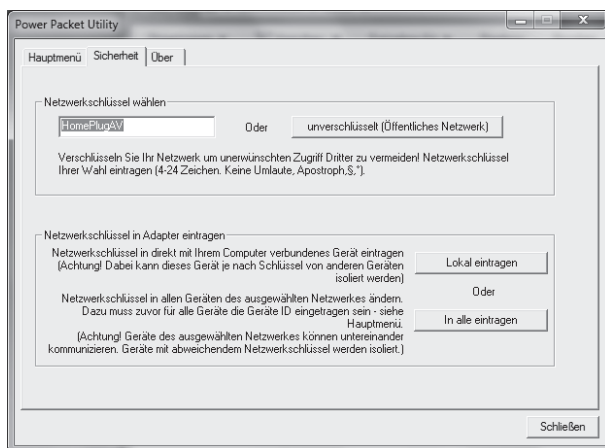 Power Packet Utility
Hauptmenü Sicherheit Über
Netzwerkschlüssel wählen
HomePlugAV Oder unverschlüsselt (Öffentliches Netzwerk)
Verschlüsseln Sie Ihr Netzwerk um unerwünschten Zugriff Dritter zu vermeiden! Netzwerkschlüssel
Ihrer Wahl eintragen (4-24 Zeichen. Keine Umlaute, Apostroph,§,").
Netzwerkschlüssel in Adapter eintragen
Netzwerkschlüssel in direkt mit Ihrem Computer verbundenes Gerät eintragen
(Achtung! Dabei kann dieses Gerät je nach Schlüssel von anderen Geräten
isoliert werden)
Lokal eintragen
Oder
Netzwerkschlüssel in allen Geräten des ausgewählten Netzwerkes ändern.
Dazu muss zuvor für alle Geräte die Geräte ID eingetragen sein - siehe
Hauptmenü.
(Achtung! Geräte des ausgewählten Netzwerkes können untereinander
kommunizieren. Geräte mit abweichendem Netzwerkschlüssel werden isoliert.)
In alle eintragen
Schließen